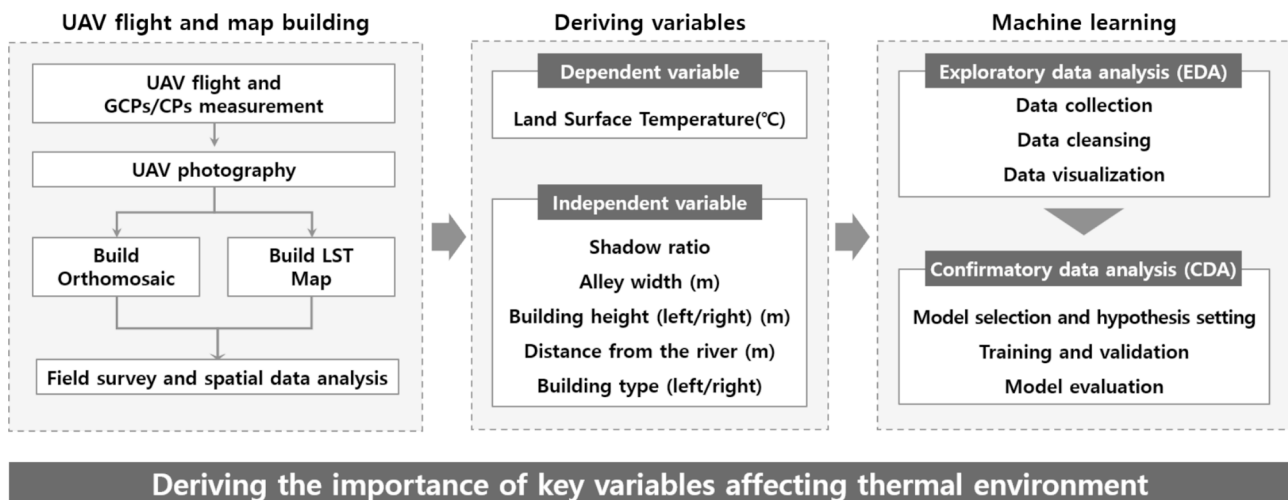 UAV flight and map building
UAV flight and
GCPs/CPs measurement
UAV photography
Build
Orthomosaic
Build LST
Map
Field survey and spatial data analysis
Deriving variables
Dependent variable
Land Surface Temperature(℃)
Independent variable
Shadow ratio
Alley width (m)
Building height (left/right) (m)
Distance from the river (m)
Building type (left/right)
Machine learning
Exploratory data analysis (EDA)
Data collection
Data cleansing
Data visualization
Confirmatory data analysis (CDA)
Model selection and hypothesis setting
Training and validation
Model evaluation
Deriving the importance of key variables affecting thermal environment